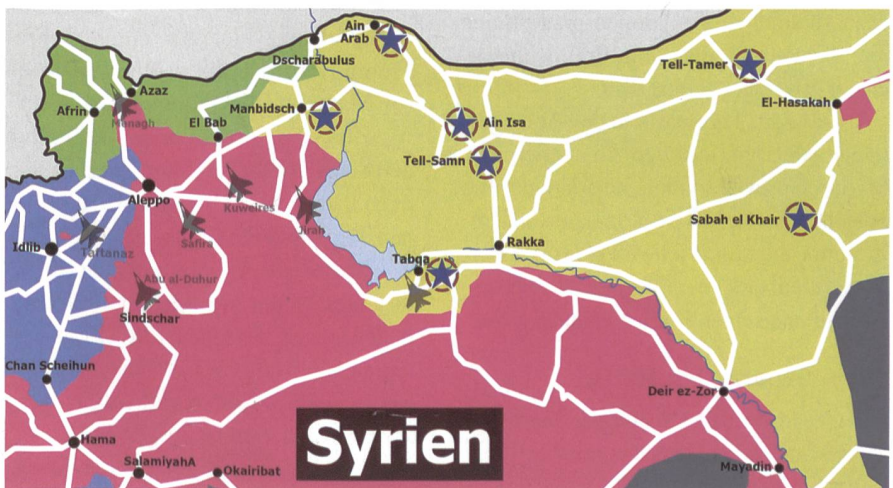 Ain
Arab
Dscharabulus
Tell-Tamer
Azaz
Afrin
Menagh
Manbidsch
El Bab
Ain Isa
El-Hasakah
Tell-Samn
Aleppo
Kuweires
Jirah
Sabah el Khair
Safira
Idlib
Taftanaz
Rakka
Tabqa
Abu al-Duhur
Sindschar
Chan Scheihun
Deir ez-Zor
Hama
Syrien
SalamiyahA
Okairibat
Mayadin